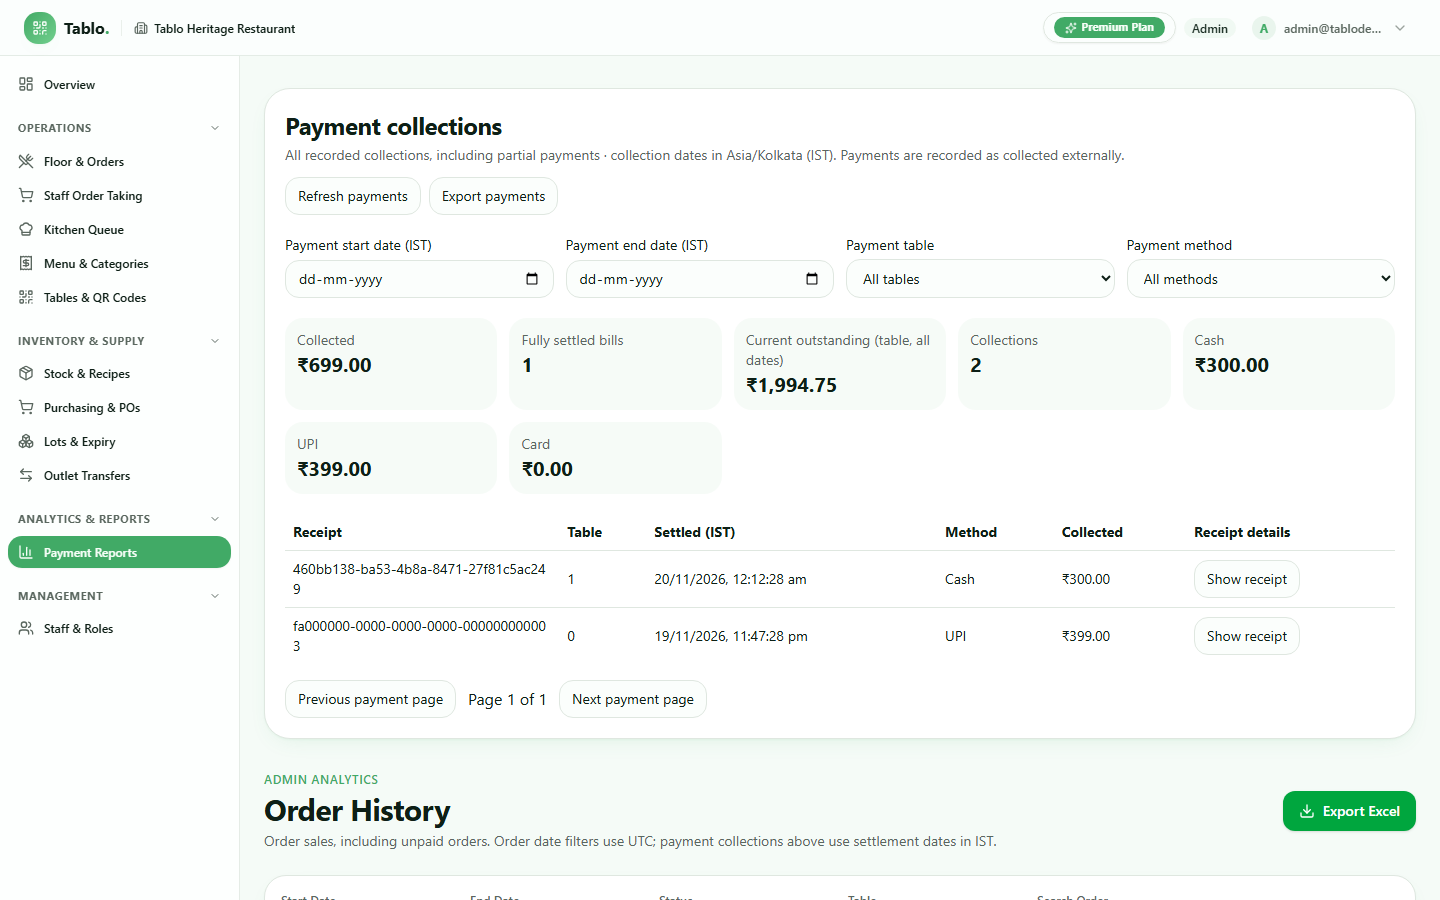 Tablo.
Tablo Heritage Restaurant
Premium Plan
Admin
A
admin@tablode...
Overview
OPERATIONS
Floor & Orders
Staff Order Taking
Kitchen Queue
Menu & Categories
Tables & QR Codes
INVENTORY & SUPPLY
Stock & Recipes
Purchasing & POs
Lots & Expiry
Outlet Transfers
ANALYTICS & REPORTS
Payment Reports
MANAGEMENT
Staff & Roles
Payment collections
All recorded collections, including partial payments · collection dates in Asia/Kolkata (IST). Payments are recorded as collected externally.
Refresh payments
Export payments
Payment start date (IST)
Payment end date (IST)
Payment table
Payment method
dd-mm-yyyy
dd-mm-yyyy
All tables
All methods
Collected
₹699.00
Fully settled bills
1
Current outstanding (table, all
dates)
₹1,994.75
Collections
2
Cash
₹300.00
UPI
₹399.00
Card
₹0.00
Receipt Table Settled (IST) Method Collected Receipt details
460bb138-ba53-4b8a-8471-27f81c5ac24
9
1 20/11/2026, 12:12:28 am Cash ₹300.00 Show receipt
fa000000-0000-0000-0000-00000000000
3
0 19/11/2026, 11:47:28 pm UPI ₹399.00 Show receipt
Previous payment page
Page 1 of 1
Next payment page
ADMIN ANALYTICS
Order History
Order sales, including unpaid orders. Order date filters use UTC; payment collections above use settlement dates in IST.
Export Excel
Start Date End Date Status Table Search Order